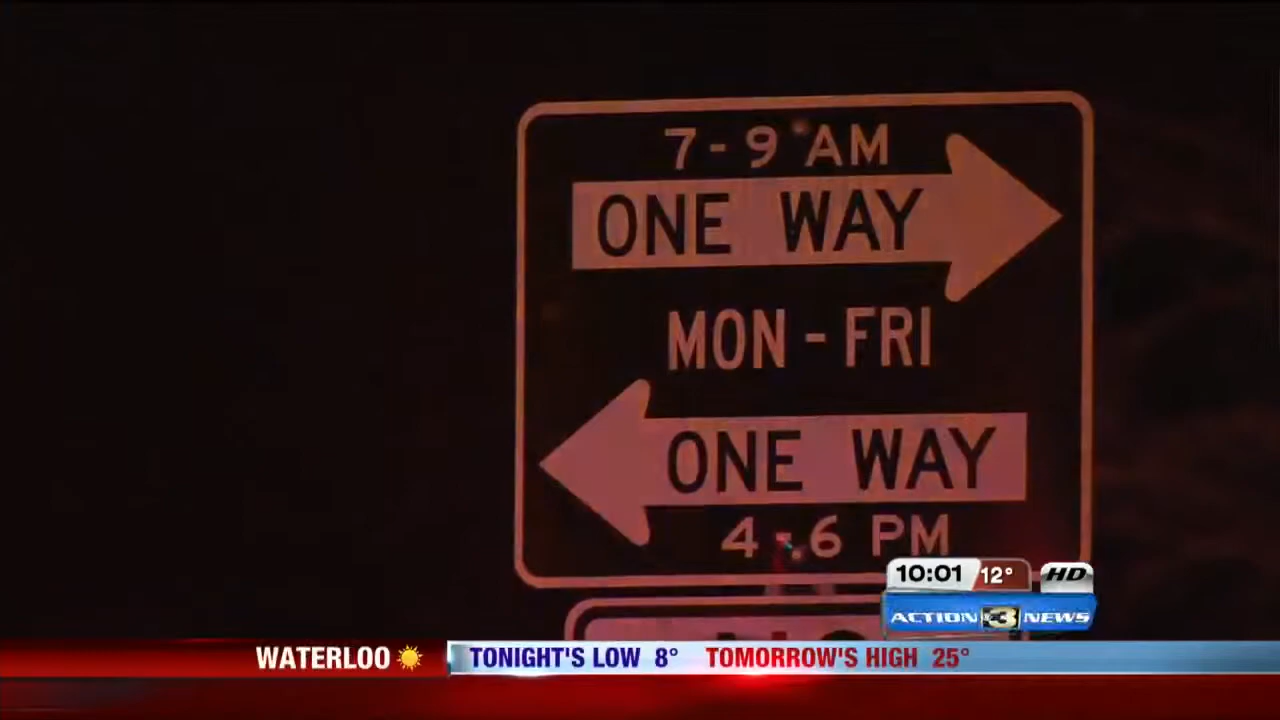 7-9 AM
ONE WAY
MON-FRI
ONE WAY
4-6 PM
10:01 12° HD
ACTION 3 NEWS
WATERLOO TONIGHT'S LOW 8° TOMORROW'S HIGH 25°